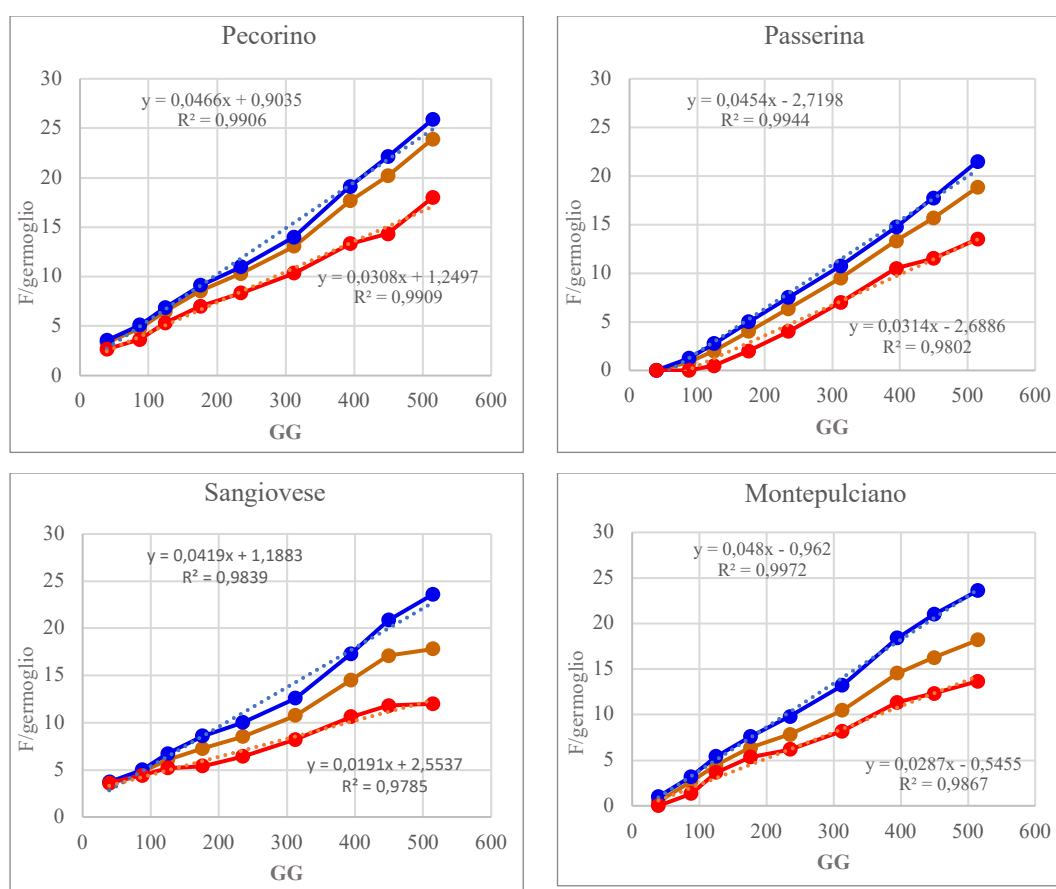 Pecorino
30
25
20
15
10
5
0
F/germoglio
y = 0,0466x + 0,9035
R² = 0,9906
y = 0,0308x + 1,2497
R² = 0,9909
0 100 200 300 400 500 600
GG
Passerina
30
25
20
15
10
5
0
F/germoglio
y = 0,0454x - 2,7198
R² = 0,9944
y = 0,0314x - 2,6886
R² = 0,9802
0 100 200 300 400 500 600
GG
Sangiovese
30
25
20
15
10
5
0
F/germoglio
y = 0,0419x + 1,1883
R² = 0,9839
y = 0,0191x + 2,5537
R² = 0,9785
0 100 200 300 400 500 600
GG
Montepulciano
30
25
20
15
10
5
0
F/germoglio
y = 0,048x - 0,962
R² = 0,9972
y = 0,0287x - 0,5455
R² = 0,9867
0 100 200 300 400 500 600
GG